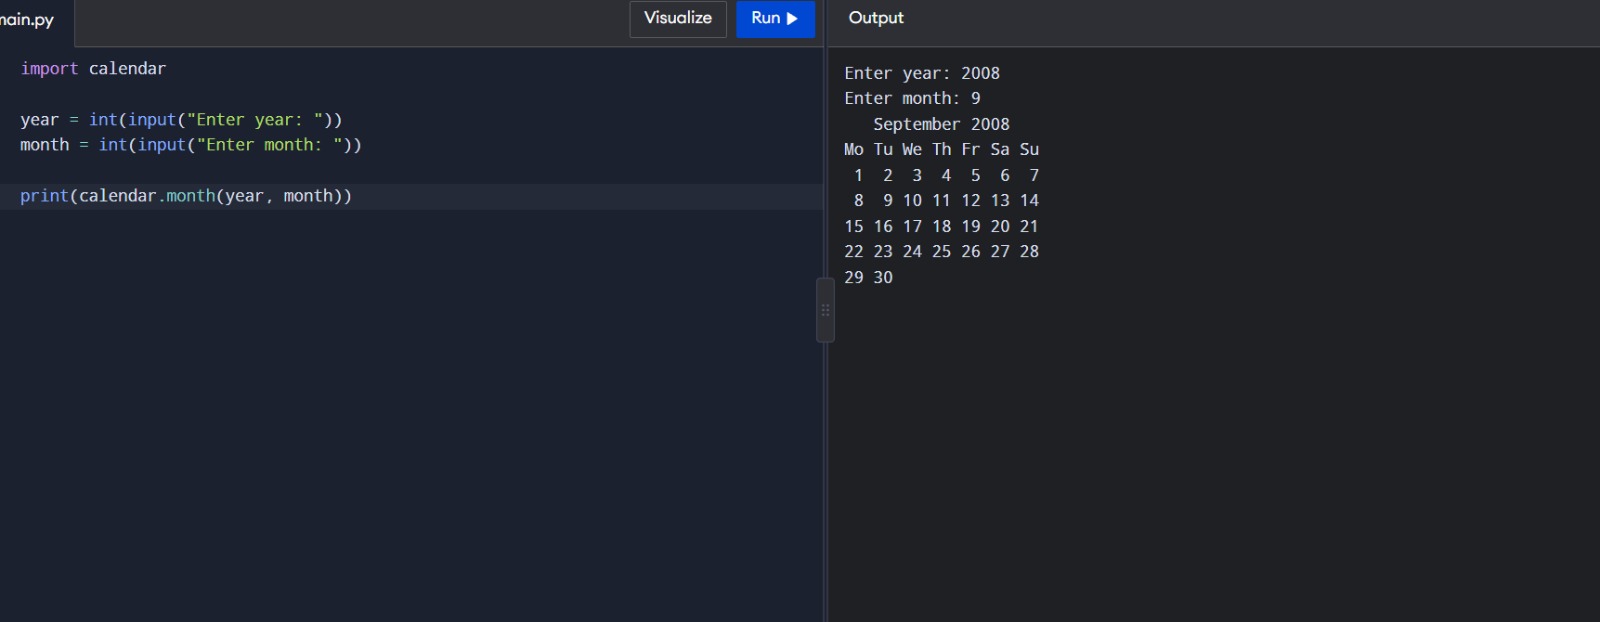 main.py
Visualize
Run
Output
import calendar
year = int(input("Enter year: "))
month = int(input("Enter month: "))
print(calendar.month(year, month))
Enter year: 2008
Enter month: 9
September 2008
Mo Tu We Th Fr Sa Su
1 2 3 4 5 6 7
8 9 10 11 12 13 14
15 16 17 18 19 20 21
22 23 24 25 26 27 28
29 30